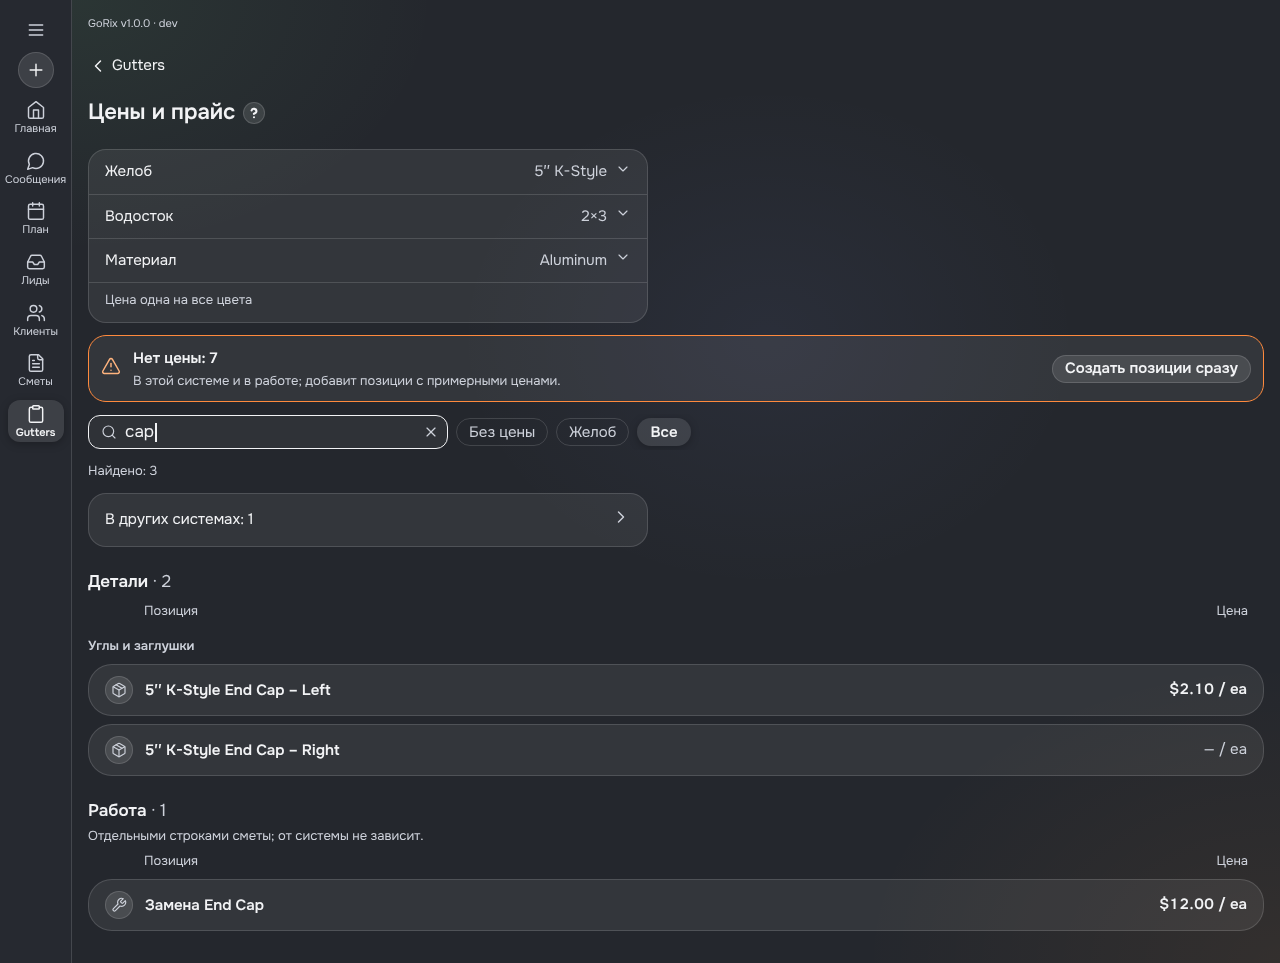 GoRix v1.0.0 · dev
Gutters
Цены и прайс ?
Главная
Сообщения
План
Лиды
Клиенты
Сметы
Gutters
Желоб 5″ K-Style
Водосток 2×3
Материал Aluminum
Цена одна на все цвета
Нет цены: 7
В этой системе и в работе; добавит позиции с примерными ценами.
Создать позиции сразу
cap
Без цены
Желоб
Все
Найдено: 3
В других системах: 1
Детали · 2
Позиция Цена
Углы и заглушки
5″ K-Style End Cap – Left $2.10 / ea
5″ K-Style End Cap – Right – / ea
Работа · 1
Отдельными строками сметы; от системы не зависит.
Позиция Цена
Замена End Cap $12.00 / ea